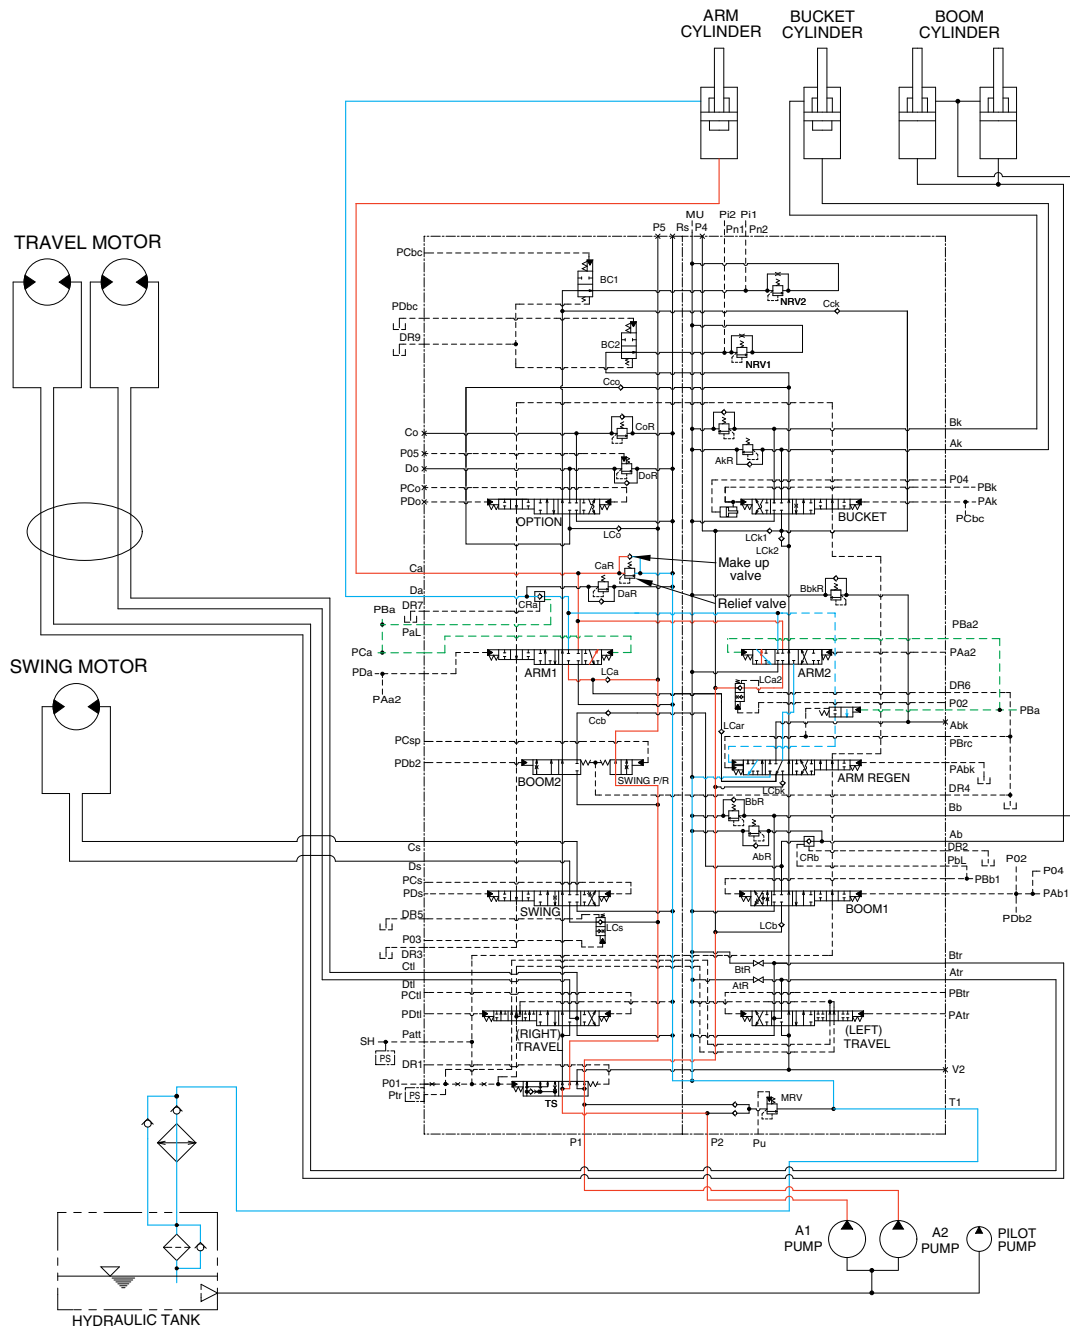 ARM
CYLINDER
BUCKET
CYLINDER
BOOM
CYLINDER
TRAVEL MOTOR
SWING MOTOR
MU
Pi2 Pi1
P5 Rs P4 Pn1 Pn2
PCbc
BC1
NRV2
Cck
PDbc
DR9
BC2
NRV1
Cco
Co
CoR
Bk
Ak
P05
AkR
Do
DoR
P04
PCo
PBk
PDo
PAk
OPTION
BUCKET
PCbc
LCo
LCk1
LCk2
Make up
valve
Ca
CaR
Relief valve
Da
DaR
BbkR
CRa
PBa
DR7
PaL
PBa2
PCa
PDa
PAa2
ARM1
LCa
LCa2
ARM2
PAa2
DR6
P02
PBa
Ccb
LCar
Abk
PCsp
PBrc
PDb2
PAbk
BOOM2
SWING P/R
LCbk
ARM REGEN
DR4
BbR
Bb
AbR
CRb
Ab
DR2
Cs
PbL
P02
Ds
PCs
PBb1
P04
PDs
PAb1
SWING
BOOM1
PDb2
DR5
LCs
LCb
P03
DR3
Ctl
Btr
BtR
Dtl
AtR
Atr
PCtl
PBtr
PDtl
PAtr
(RIGHT)
TRAVEL
(LEFT)
TRAVEL
Patt
SH
PS
DR1
V2
P01
Ptr
PS
TS
MRV
T1
P1
P2
Pu
A1
PUMP
A2
PUMP
PILOT
PUMP
HYDRAULIC TANK